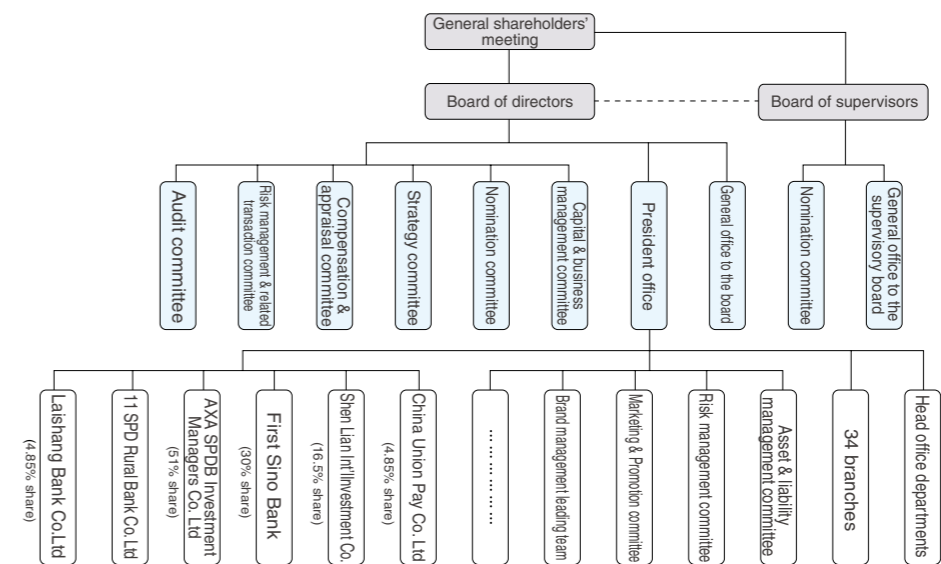 General shareholders'
meeting
Board of directors
Board of supervisors
Audit committee
Risk management & related
transaction committee
Compensation &
appraisal committee
Strategy committee
Nomination committee
Capital & business
management committee
President office
General office to the board
Nomination committee
General office to the
supervisory board
Laishang Bank Co.Ltd
(4.85% share)
11 SPD Rural Bank Co. Ltd
AXA SPDB Investment
Managers Co. Ltd
(51% share)
First Sino Bank
(30% share)
Shen Lian Int'lInvestment Co.
(16.5% share)
China Union Pay Co. Ltd
(4.85% share)
... ... ... ... ... ...
Brand management leading team
Marketing & Promotion committee
Risk management committee
Asset & liability
management committee
34 branches
Head office departments